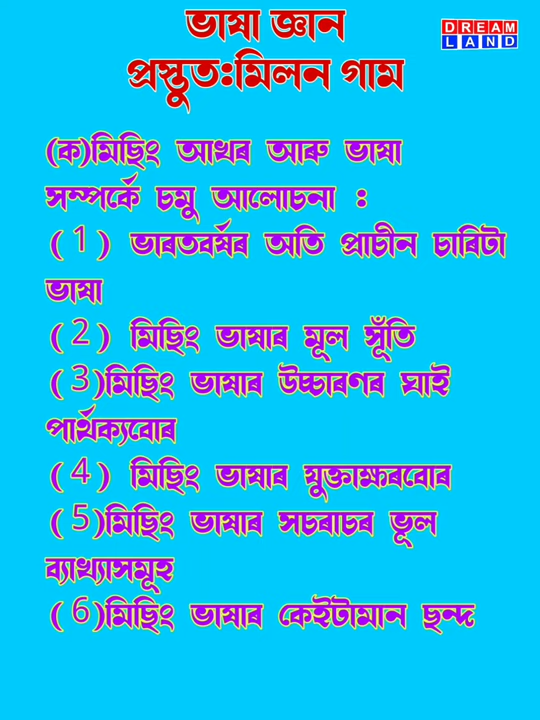 ভাষা জ্ঞান
DREAM
LAND
প্ৰস্তুতঃমিলন গাম
(ক)মিছিং আখৰ আৰু ভাষা
সম্পৰ্কে চমু আলোচনা :
( 1 ) ভাৰতবৰ্ষৰ অতি প্ৰাচীন চাৰিটা
ভাষা
( 2 ) মিছিং ভাষাৰ মূল সুঁতি
( 3)মিছিং ভাষাৰ উচ্চাৰণৰ ঘাই
পাৰ্থক্যবোৰ
( 4 ) মিছিং ভাষাৰ যুক্তাক্ষৰবোৰ
( 5)মিছিং ভাষাৰ সচৰাচৰ ভূল
ব্যাখ্যাসমূহ
( 6)মিছিং ভাষাৰ কেইটামান ছন্দ